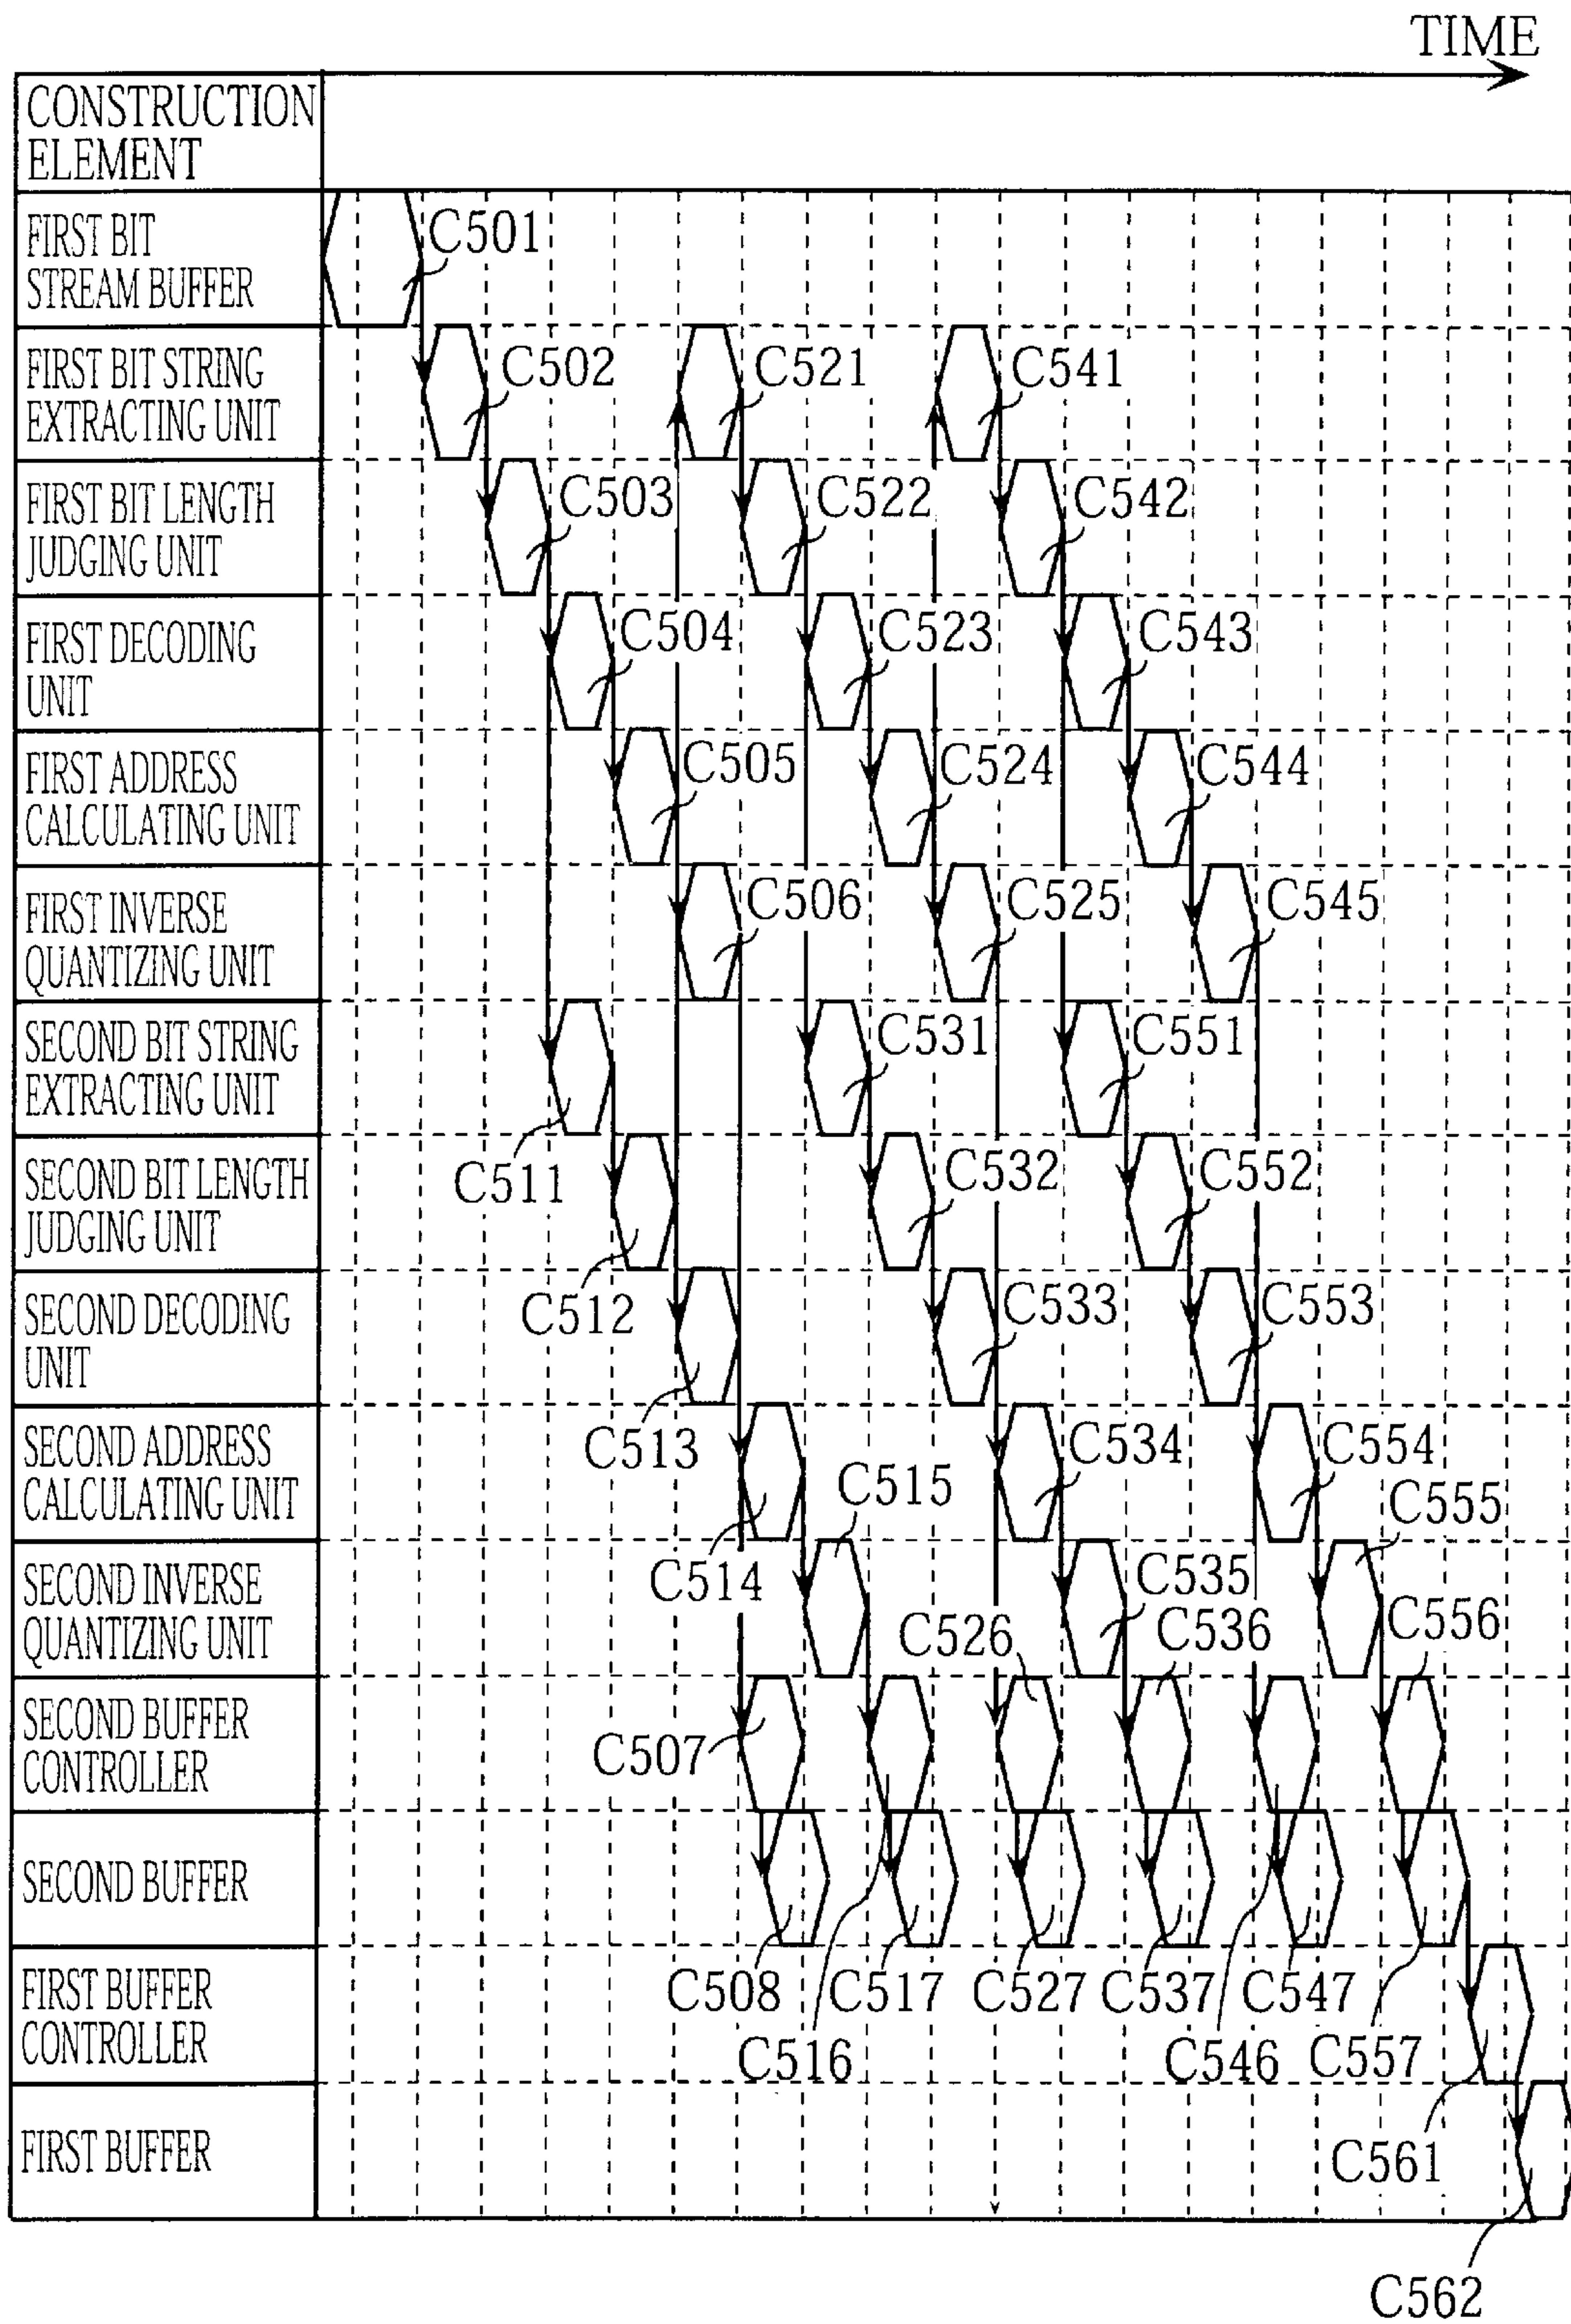 TIME
CONSTRUCTION
ELEMENT
FIRST BIT
STREAM BUFFER
C501
FIRST BIT STRING
EXTRACTING UNIT
C502
C521
C541
FIRST BIT LENGTH
JUDGING UNIT
C503
C522
C542
FIRST DECODING
UNIT
C504
C523
C543
FIRST ADDRESS
CALCULATING UNIT
C505
C524
C544
FIRST INVERSE
QUANTIZING UNIT
C506
C525
C545
SECOND BIT STRING
EXTRACTING UNIT
C511
C531
C551
SECOND BIT LENGTH
JUDGING UNIT
C512
C532
C552
SECOND DECODING
UNIT
C513
C533
C553
SECOND ADDRESS
CALCULATING UNIT
C514
C515
C534
C554
C555
SECOND INVERSE
QUANTIZING UNIT
C526
C535
C536
C556
SECOND BUFFER
CONTROLLER
C507
SECOND BUFFER
C508
C517
C527
C537
C547
FIRST BUFFER
CONTROLLER
C516
C546
C557
FIRST BUFFER
C561
C562